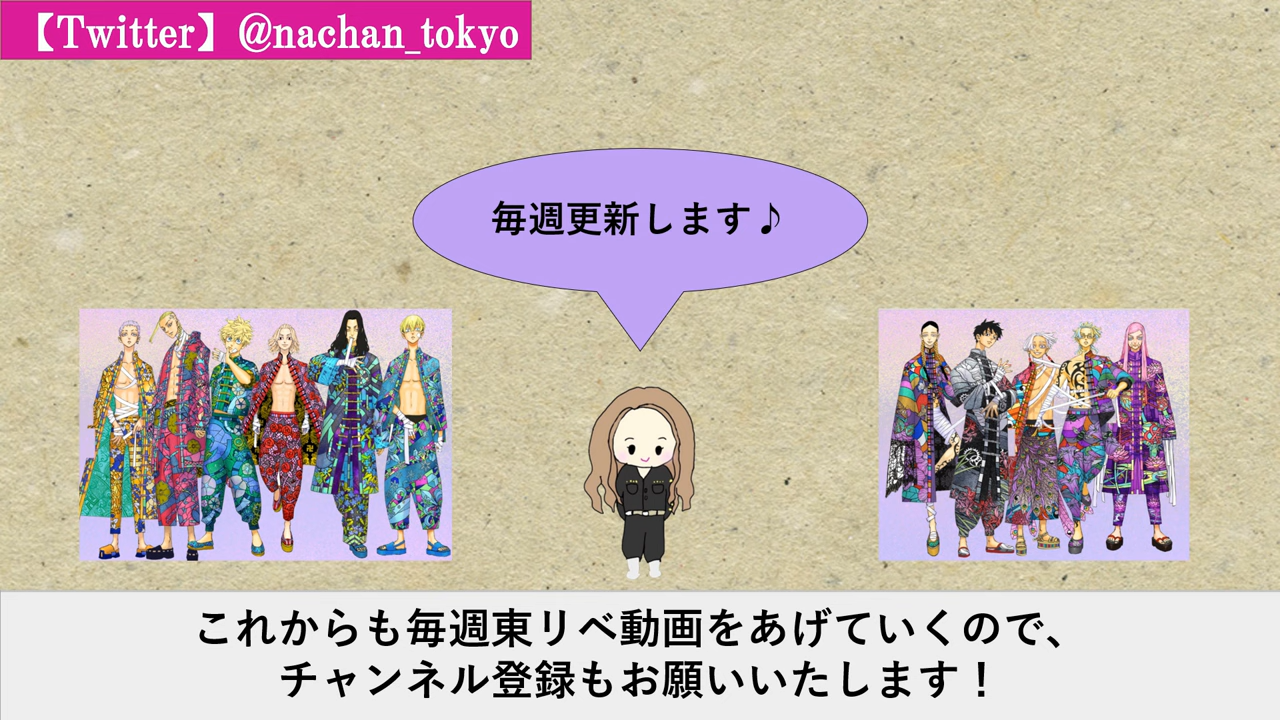 【Twitter】@nachan_tokyo
毎週更新します♪
これからも毎週東リベ動画をあげていくので、
チャンネル登録もお願いいたします！